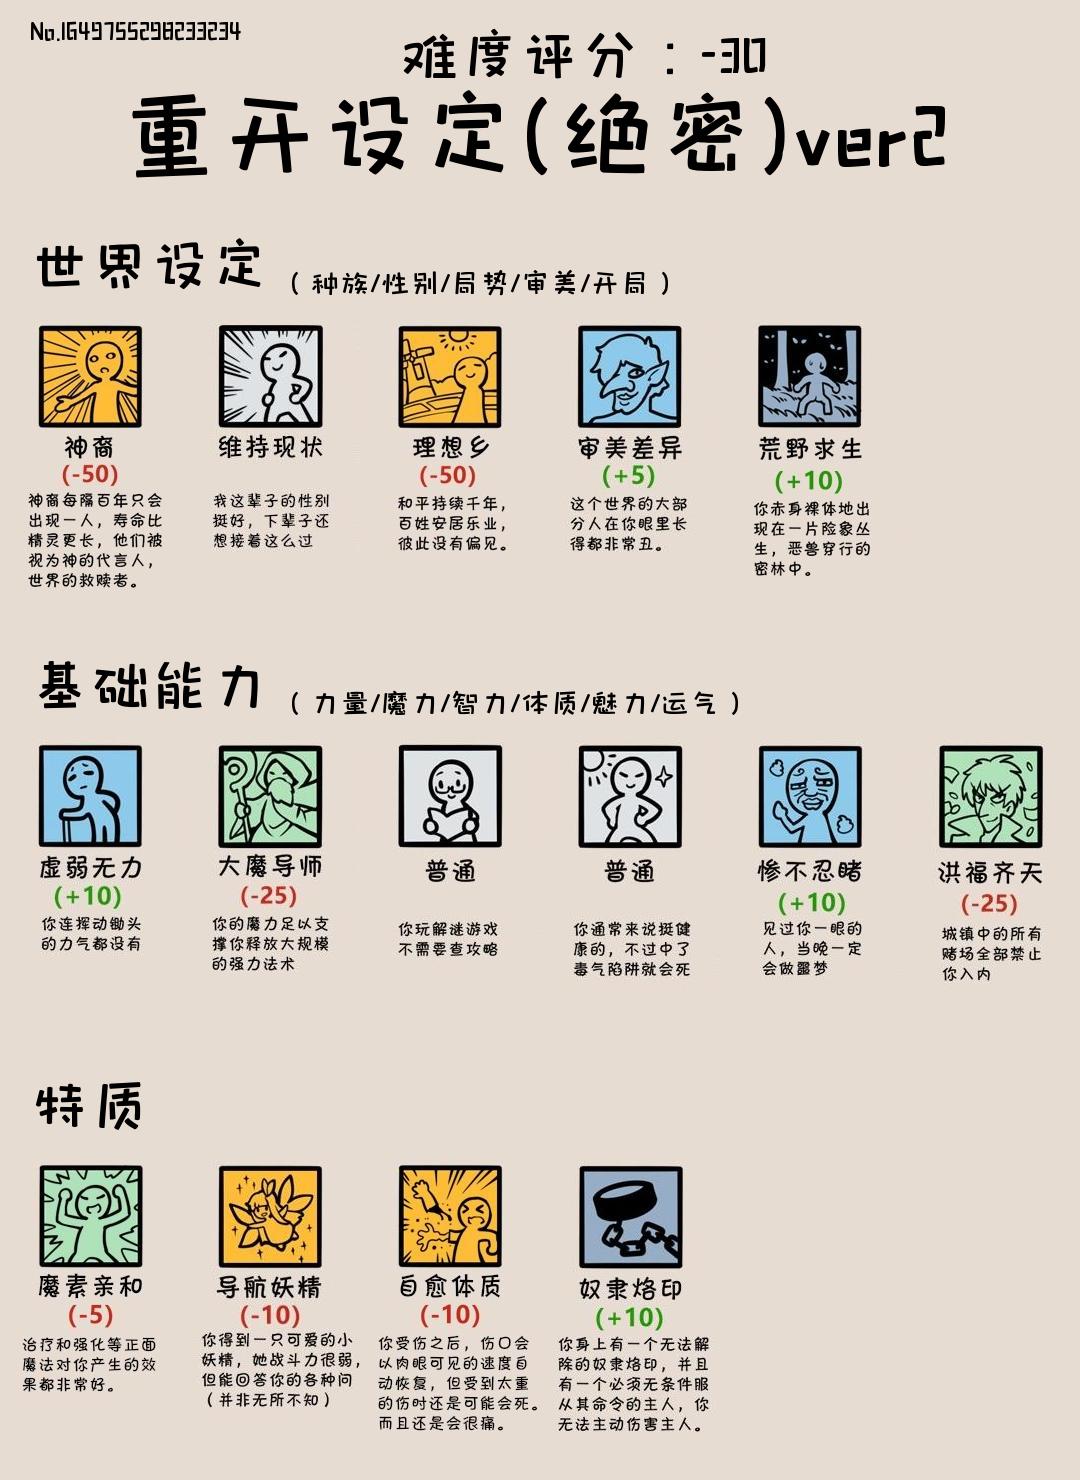 No.1649755298233234
难度评分：-30
重开设定(绝密)ver2
世界设定（种族/性别/局势/审美/开局）
神裔
(-50)
神裔每隔百年只会
出现一人，寿命比
精灵更长，他们被
视为神的代言人，
世界的救赎者。
维持现状
我这辈子的性别
挺好，下辈子还
想接着这么过
理想乡
(-50)
和平持续千年，
百姓安居乐业，
彼此没有偏见。
审美差异
(+5)
这个世界的大部
分人在你眼里长
得都非常丑。
荒野求生
(+10)
你赤身裸体地出
现在一片险象丛
生，恶兽穿行的
密林中。
基础能力（力量/魔力/智力/体质/魅力/运气）
虚弱无力
(+10)
你连挥动锄头
的力气都没有
大魔导师
(-25)
你的魔力足以支
撑你释放大规模
的强力法术
普通
你玩解谜游戏
不需要查攻略
普通
你通常来说挺健
康的，不过中了
毒气陷阱就会死
惨不忍睹
(+10)
见过你一眼的
人，当晚一定
会做噩梦
洪福齐天
(-25)
城镇中的所有
赌场全部禁止
你入内
特质
魔素亲和
(-5)
治疗和强化等正面
魔法对你产生的效
果都非常好。
导航妖精
(-10)
你得到一只可爱的小
妖精，她战斗力很弱，
但能回答你的各种问
（并非无所不知）
自愈体质
(-10)
你受伤之后，伤口会
以肉眼可见的速度自
动恢复，但受到太重
的伤时还是可能会死。
而且还是会很痛。
奴隶烙印
(+10)
你身上有一个无法解
除的奴隶烙印，并且
有一个必须无条件服
从其命令的主人，你
无法主动伤害主人。